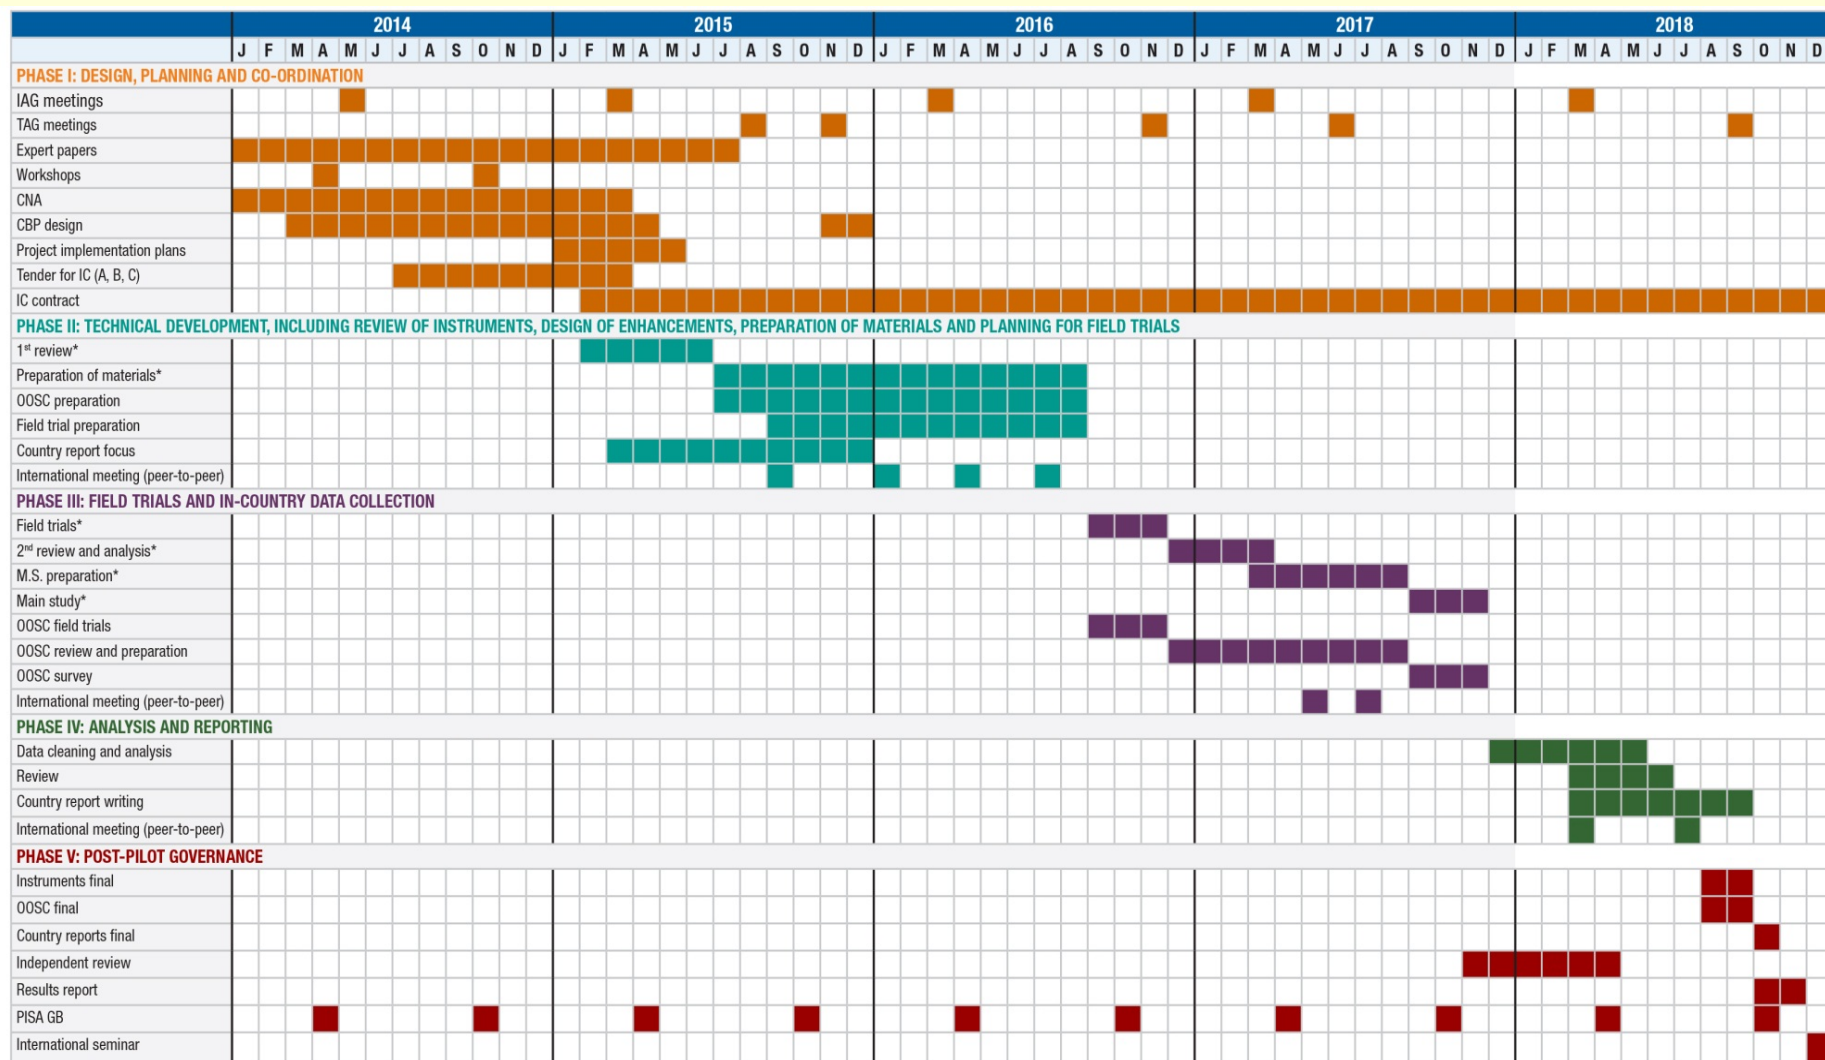 2014 2015 2016 2017 2018
J F M A M J J A S O N D J F M A M J J A S O N D J F M A M J J A S O N D J F M A M J J A S O N D J F M A M J J A S O N D
PHASE I: DESIGN, PLANNING AND CO-ORDINATION
IAG meetings
TAG meetings
Expert papers
Workshops
CNA
CBP design
Project implementation plans
Tender for IC (A, B, C)
IC contract
PHASE II: TECHNICAL DEVELOPMENT, INCLUDING REVIEW OF INSTRUMENTS, DESIGN OF ENHANCEMENTS, PREPARATION OF MATERIALS AND PLANNING FOR FIELD TRIALS
1st review*
Preparation of materials*
OOSC preparation
Field trial preparation
Country report focus
International meeting (peer-to-peer)
PHASE III: FIELD TRIALS AND IN-COUNTRY DATA COLLECTION
Field trials*
2nd review and analysis*
M.S. preparation*
Main study*
OOSC field trials
OOSC review and preparation
OOSC survey
International meeting (peer-to-peer)
PHASE IV: ANALYSIS AND REPORTING
Data cleaning and analysis
Review
Country report writing
International meeting (peer-to-peer)
PHASE V: POST-PILOT GOVERNANCE
Instruments final
OOSC final
Country reports final
Independent review
Results report
PISA GB
International seminar